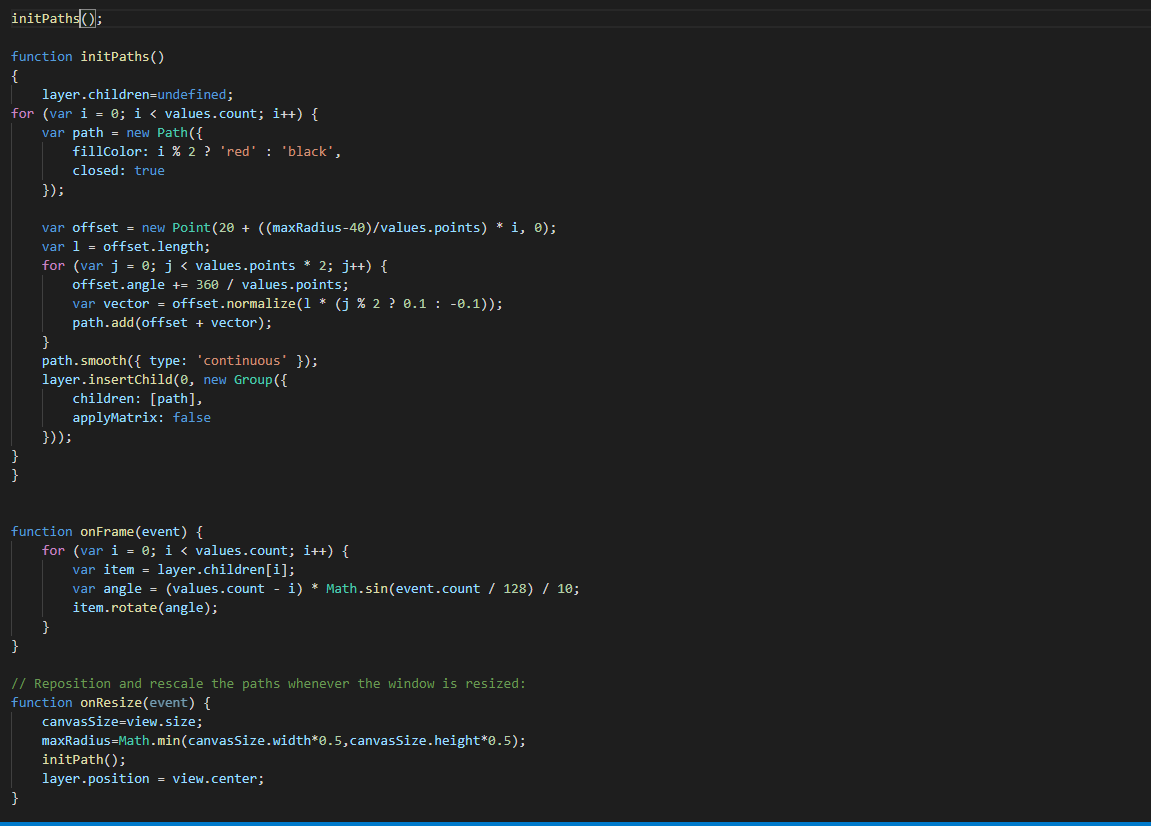 initPaths();
function initPaths()
{
layer.children=undefined;
for (var i = 0; i < values.count; i++) {
var path = new Path({
fillColor: i % 2 ? 'red' : 'black',
closed: true
});
var offset = new Point(20 + ((maxRadius-40)/values.points) * i, 0);
var l = offset.length;
for (var j = 0; j < values.points * 2; j++) {
offset.angle += 360 / values.points;
var vector = offset.normalize(l * (j % 2 ? 0.1 : -0.1));
path.add(offset + vector);
}
path.smooth({ type: 'continuous' });
layer.insertChild(0, new Group({
children: [path],
applyMatrix: false
}));
}
}
function onFrame(event) {
for (var i = 0; i < values.count; i++) {
var item = layer.children[i];
var angle = (values.count - i) * Math.sin(event.count / 128) / 10;
item.rotate(angle);
}
}
// Reposition and rescale the paths whenever the window is resized:
function onResize(event) {
canvasSize=view.size;
maxRadius=Math.min(canvasSize.width*0.5,canvasSize.height*0.5);
initPath();
layer.position = view.center;
}